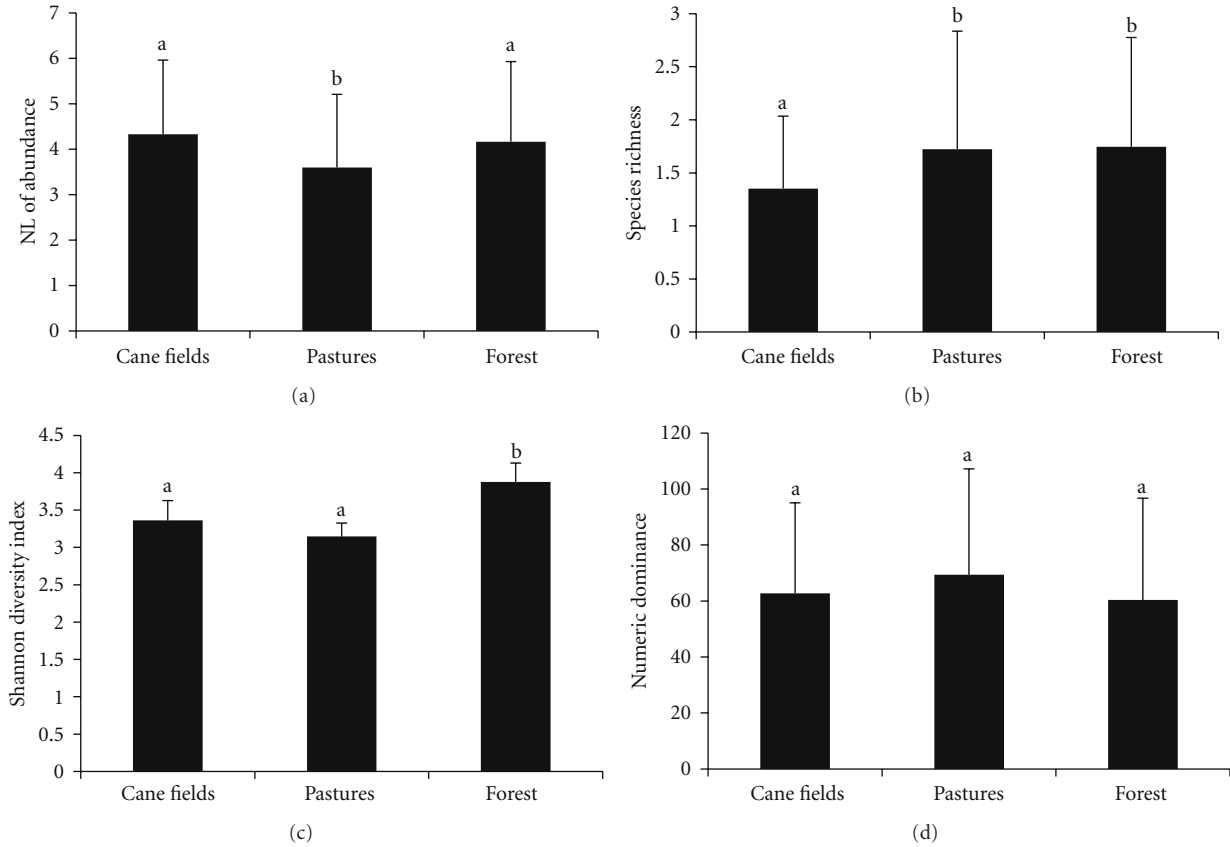 7
6
5
4
3
2
1
0
NL of abundance
a
b
a
Cane fields Pastures Forest
(a)
3
2.5
2
1.5
1
0.5
0
Species richness
a
b
b
Cane fields Pastures Forest
(b)
4.5
4
3.5
3
2.5
2
1.5
1
0.5
0
Shannon diversity index
a
a
b
Cane fields Pastures Forest
(c)
120
100
80
60
40
20
0
Numeric dominance
a
a
a
Cane fields Pastures Forest
(d)